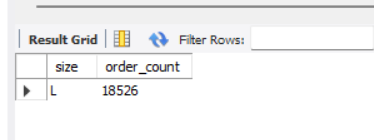 Result Grid Filter Rows:
size order_count
L 18526